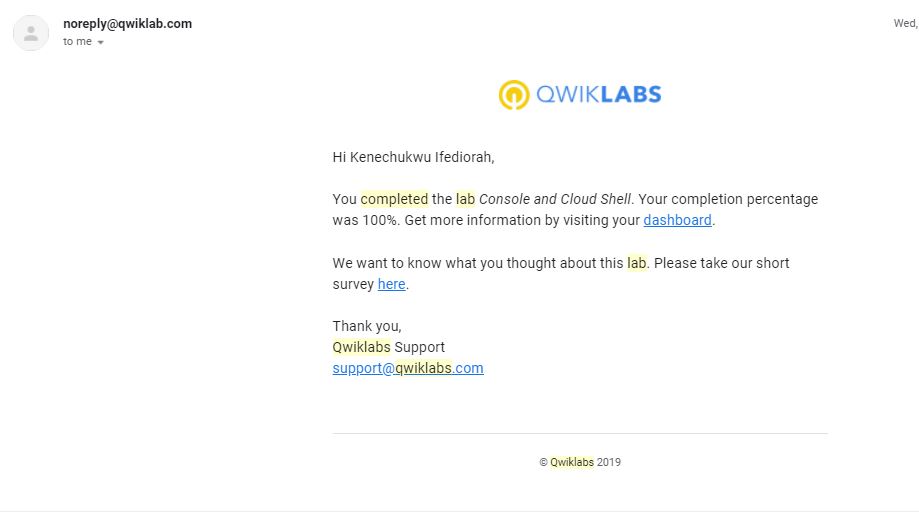 noreply@qwiklab.com
Wed,
to me
QWIKLABS
Hi Kenechukwu Ifediorah,
You completed the lab Console and Cloud Shell. Your completion percentage
was 100%. Get more information by visiting your dashboard.
We want to know what you thought about this lab. Please take our short
survey here.
Thank you,
Qwiklabs Support
support@qwiklabs.com
© Qwiklabs 2019